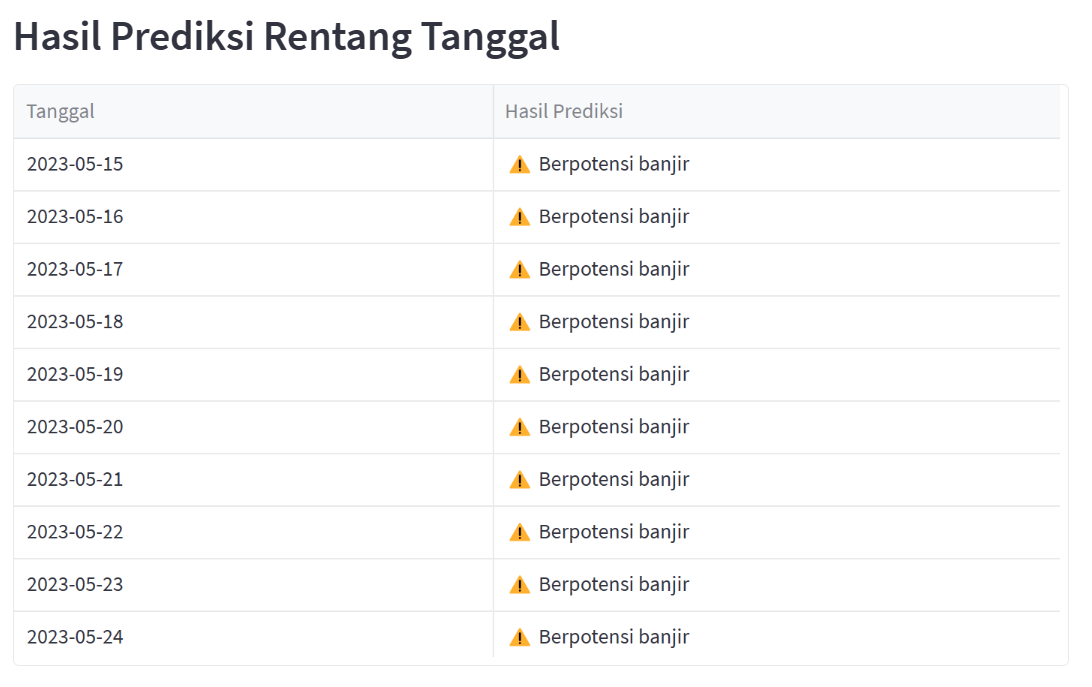 Hasil Prediksi Rentang Tanggal
Tanggal Hasil Prediksi
2023-05-15 ⚠ Berpotensi banjir
2023-05-16 ⚠ Berpotensi banjir
2023-05-17 ⚠ Berpotensi banjir
2023-05-18 ⚠ Berpotensi banjir
2023-05-19 ⚠ Berpotensi banjir
2023-05-20 ⚠ Berpotensi banjir
2023-05-21 ⚠ Berpotensi banjir
2023-05-22 ⚠ Berpotensi banjir
2023-05-23 ⚠ Berpotensi banjir
2023-05-24 ⚠ Berpotensi banjir